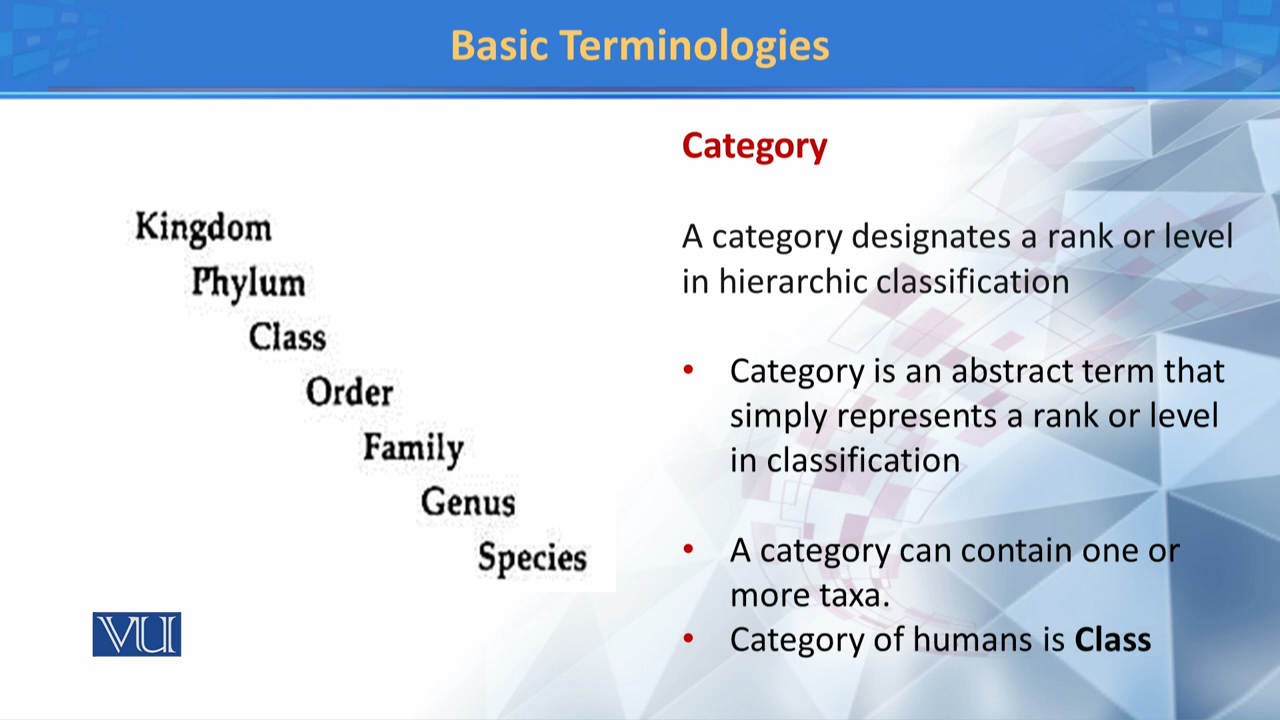 Basic Terminologies
Kingdom
Phylum
Class
Order
Family
Genus
Species
VU
Category
A category designates a rank or level
in hierarchic classification
• Category is an abstract term that
simply represents a rank or level
in classification
• A category can contain one or
more taxa.
• Category of humans is Class